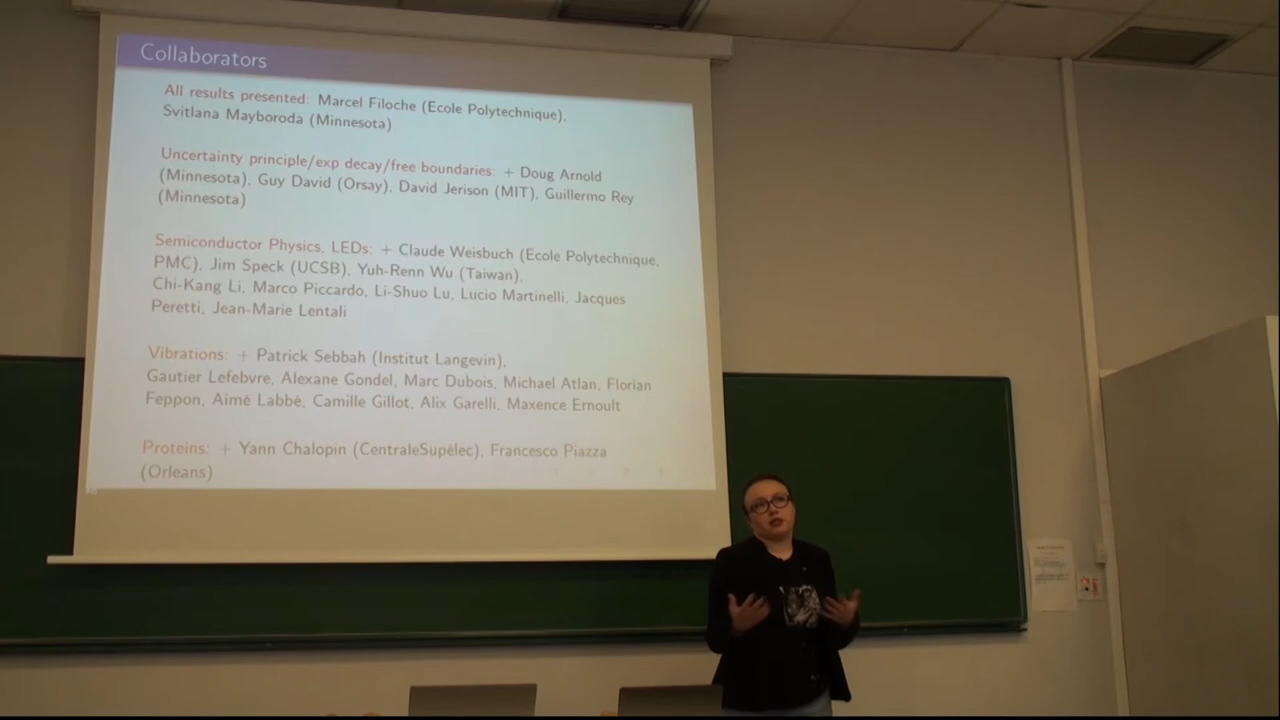 Collaborators
All results presented: Marcel Filoche (Ecole Polytechnique),
Svitlana Mayboroda (Minnesota)
Uncertainty principle/exp decay/free boundaries: + Doug Arnold
(Minnesota), Guy David (Orsay), David Jerison (MIT), Guillermo Rey
(Minnesota)
Semiconductor Physics, LEDs: + Claude Weisbuch (Ecole Polytechnique,
PMC), Jim Speck (UCSB), Yuh-Renn Wu (Taiwan),
Chi-Kang Li, Marco Piccardo, Li-Shuo Lu, Lucio Martinelli, Jacques
Peretti, Jean-Marie Lentali
Vibrations: + Patrick Sebbah (Institut Langevin),
Gautier Lefebvre, Alexane Gondel, Marc Dubois, Michael Atlan, Florian
Feppon, Aimé Labbé, Camille Gillot, Alix Garelli, Maxence Ernoult
Proteins: + Yann Chalopin (CentraleSupélec), Francesco Piazza
(Orleans)